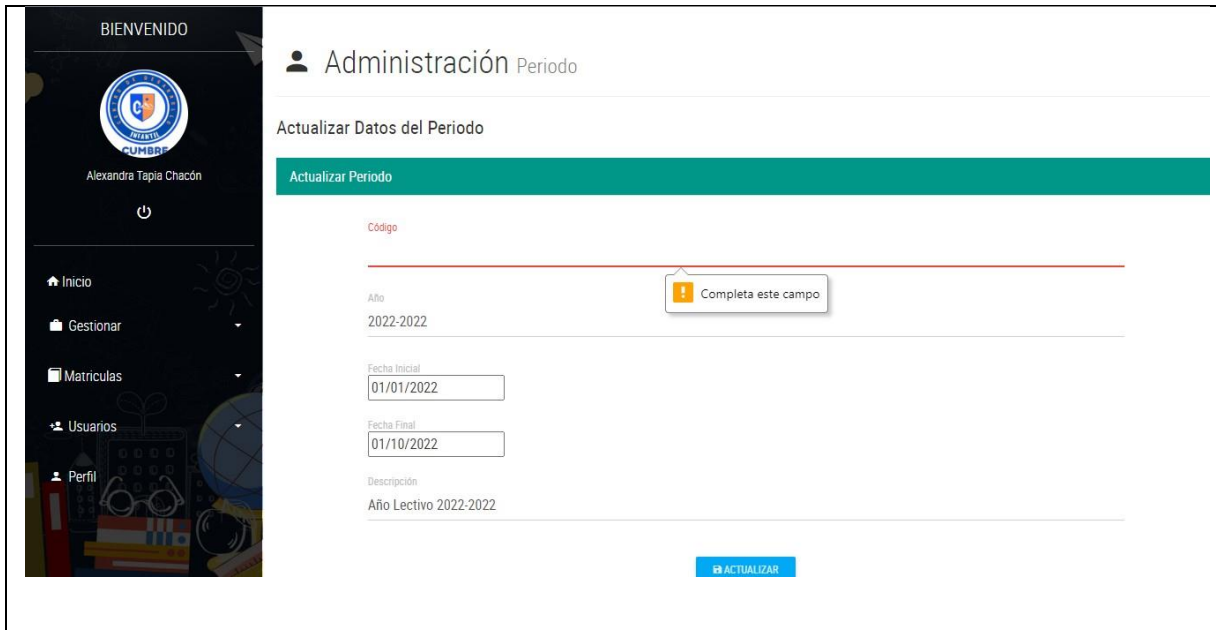 BIENVENIDO
INFANTIL
CUMBRE
Alexandra Tapia Chacón
Inicio
Gestionar
Matriculas
Usuarios
Perfil
Administración Periodo
Actualizar Datos del Periodo
Actualizar Periodo
Código
Completa este campo
Año
2022-2022
Fecha Inicial
01/01/2022
Fecha Final
01/10/2022
Descripción
Año Lectivo 2022-2022
ACTUALIZAR